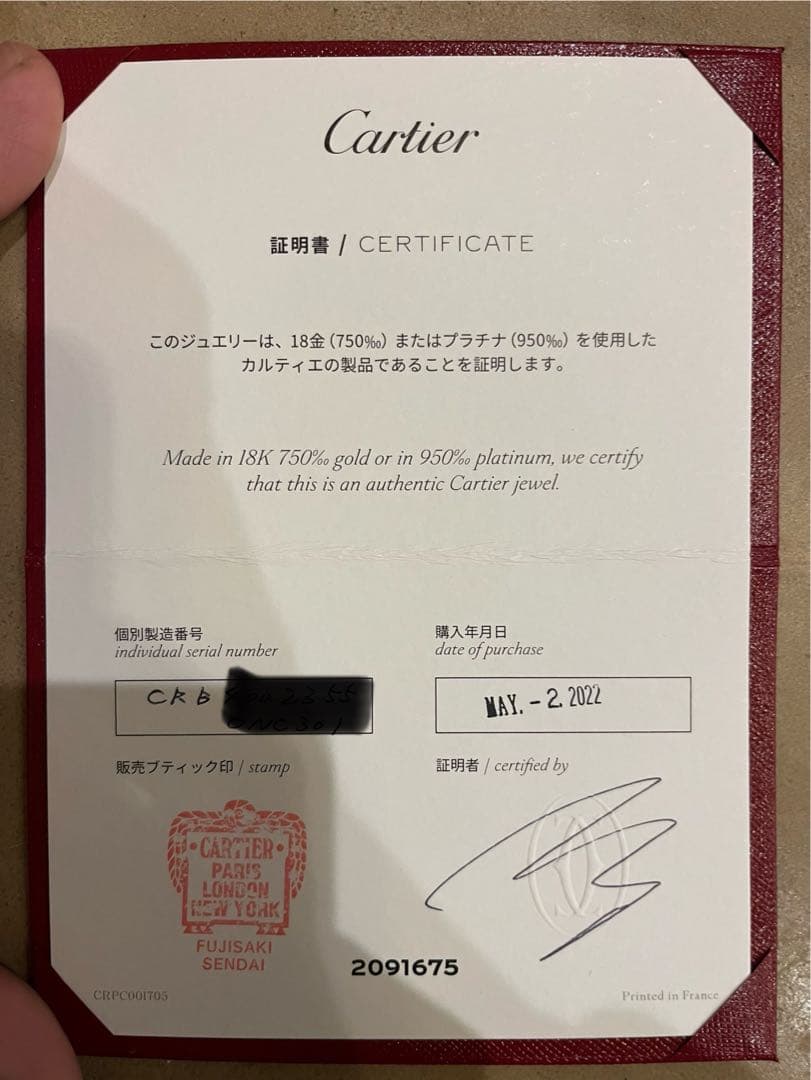 Cartier
証明書 / CERTIFICATE
このジュエリーは、18金（750‰）またはプラチナ（950‰）を使用した
カルティエの製品であることを証明します。
Made in 18K 750‰ gold or in 950‰ platinum, we certify
that this is an authentic Cartier jewel.
個別製造番号
individual serial number
CRB
購入年月日
date of purchase
MAY. - 2. 2022
販売ブティック印 / stamp
証明者 / certified by
CARTIER
PARIS
LONDON
NEW YORK
FUJISAKI
SENDAI
2091675
CRPC001705
Printed in France